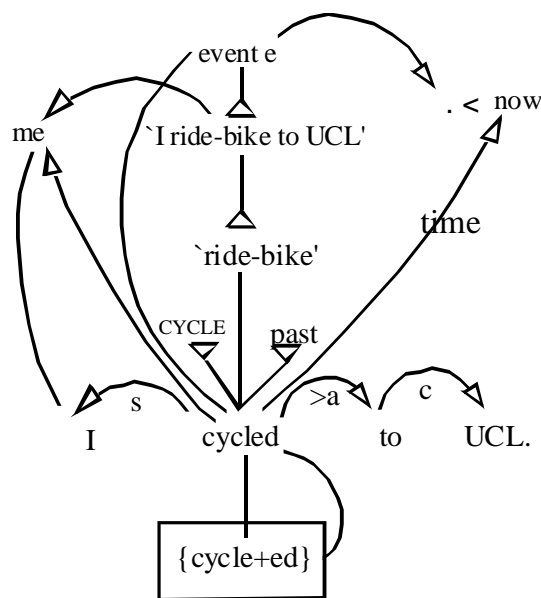 event e
. < now
me
`I ride-bike to UCL'
time
`ride-bike'
CYCLE
past
s
>a
c
I
cycled
to
UCL.
{cycle+ed}